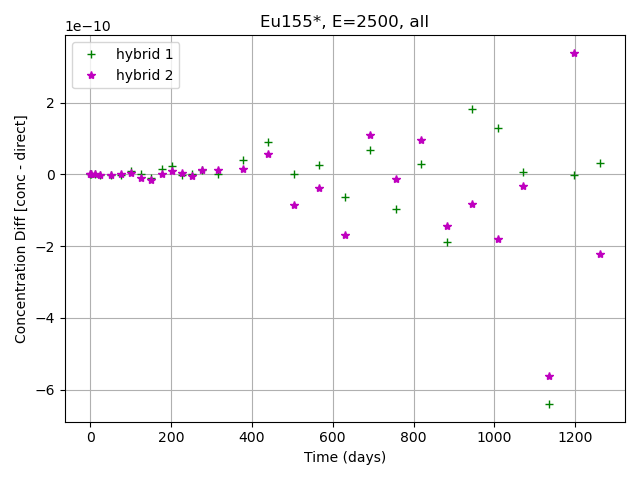 Eu155*, E=2500, all
1e−10
hybrid 1
hybrid 2
2
0
−2
−4
−6
Concentration Diff [conc - direct]
0 200 400 600 800 1000 1200
Time (days)